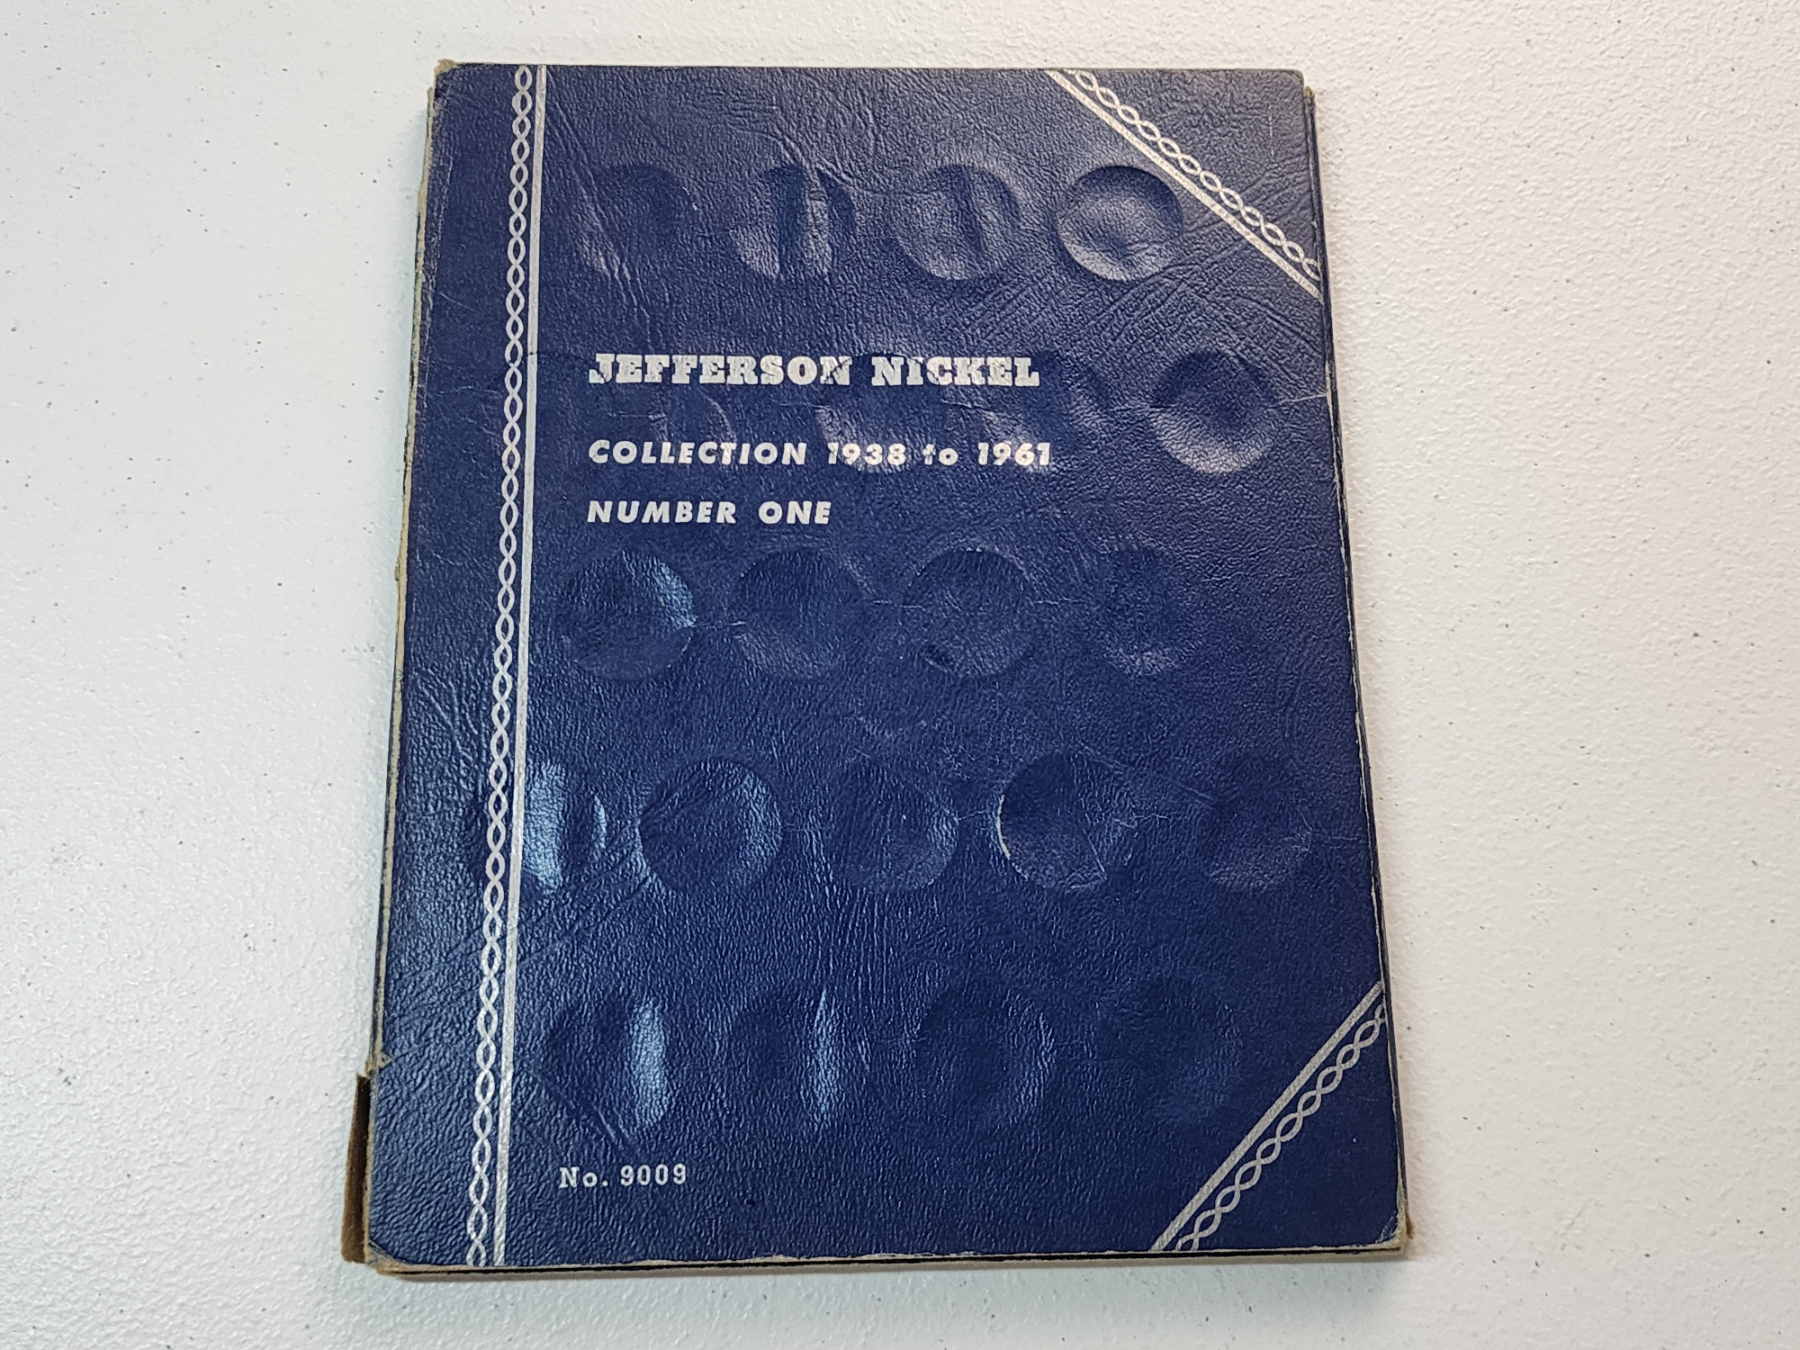 JEFFERSON NICKEL
COLLECTION 1938 to 1961
NUMBER ONE
No. 9009